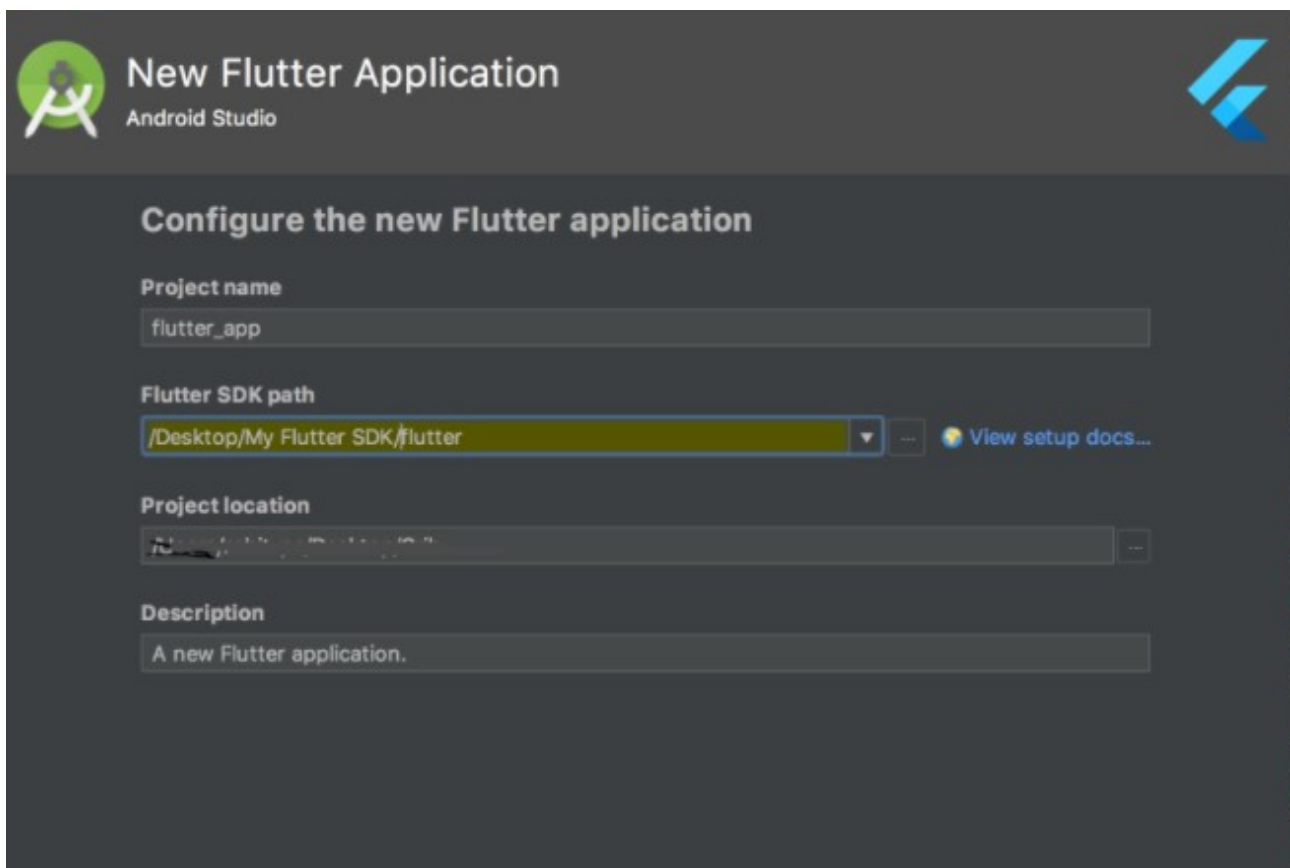 New Flutter Application
Android Studio
Configure the new Flutter application
Project name
flutter_app
Flutter SDK path
/Desktop/My Flutter SDK/flutter
View setup docs...
Project location
Description
A new Flutter application.